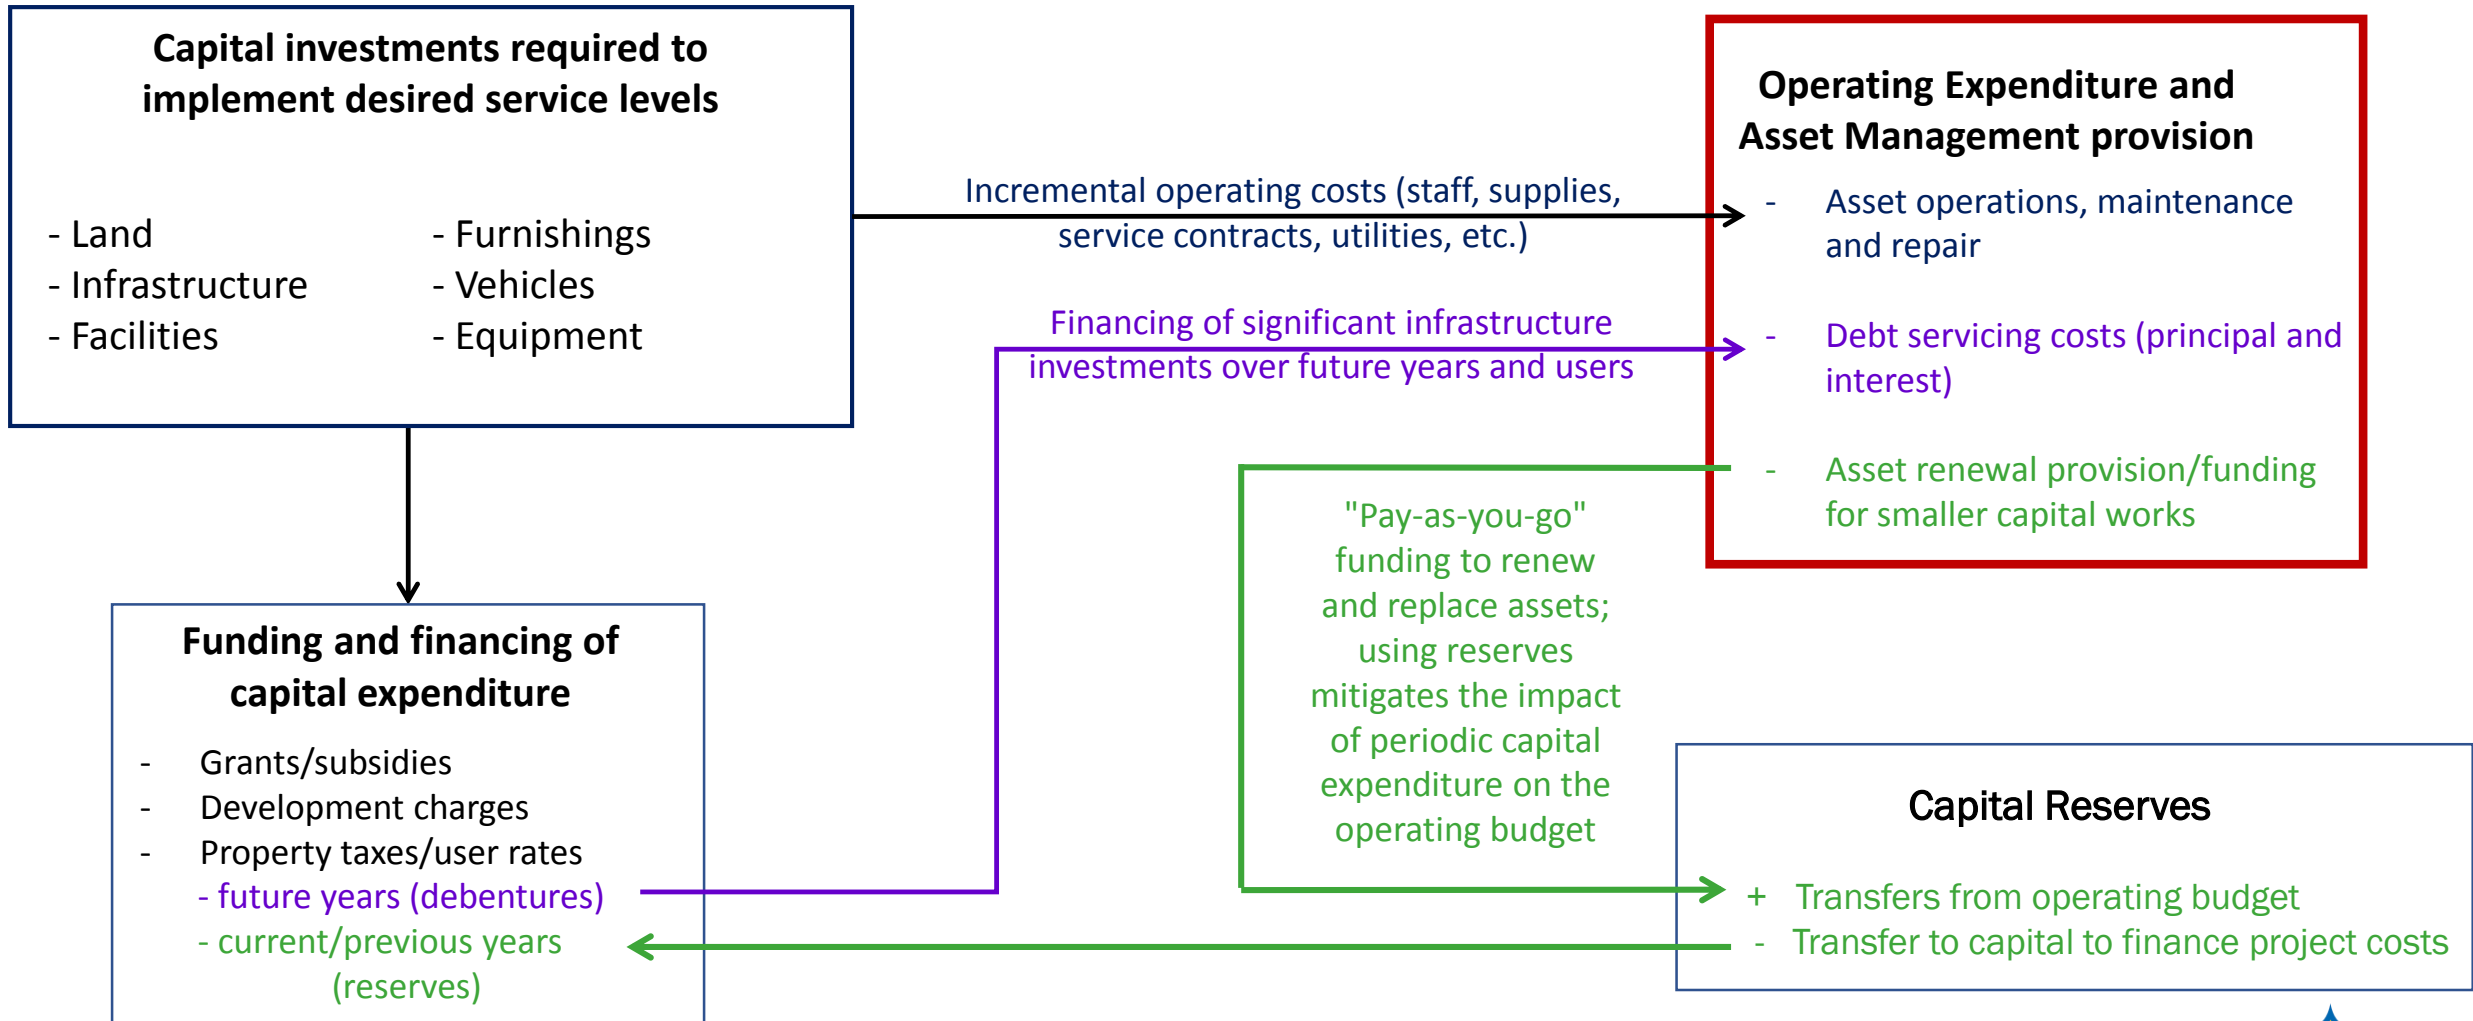 Capital investments required to
implement desired service levels
- Land
- Infrastructure
- Facilities
- Furnishings
- Vehicles
- Equipment
Incremental operating costs (staff, supplies,
service contracts, utilities, etc.)
Financing of significant infrastructure
investments over future years and users
Operating Expenditure and
Asset Management provision
- Asset operations, maintenance
and repair
- Debt servicing costs (principal and
interest)
- Asset renewal provision/funding
for smaller capital works
"Pay-as-you-go"
funding to renew
and replace assets;
using reserves
mitigates the impact
of periodic capital
expenditure on the
operating budget
Funding and financing of
capital expenditure
- Grants/subsidies
- Development charges
- Property taxes/user rates
- future years (debentures)
- current/previous years
(reserves)
Capital Reserves
+ Transfers from operating budget
- Transfer to capital to finance project costs